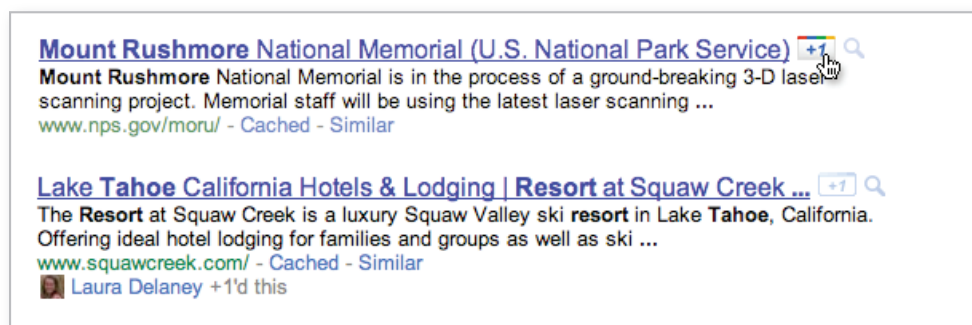 Mount Rushmore National Memorial (U.S. National Park Service) +1
Mount Rushmore National Memorial is in the process of a ground-breaking 3-D laser
scanning project. Memorial staff will be using the latest laser scanning ...
www.nps.gov/moru/ - Cached - Similar
Lake Tahoe California Hotels & Lodging | Resort at Squaw Creek ... +1
The Resort at Squaw Creek is a luxury Squaw Valley ski resort in Lake Tahoe, California.
Offering ideal hotel lodging for families and groups as well as ski ...
www.squawcreek.com/ - Cached - Similar
Laura Delaney +1'd this